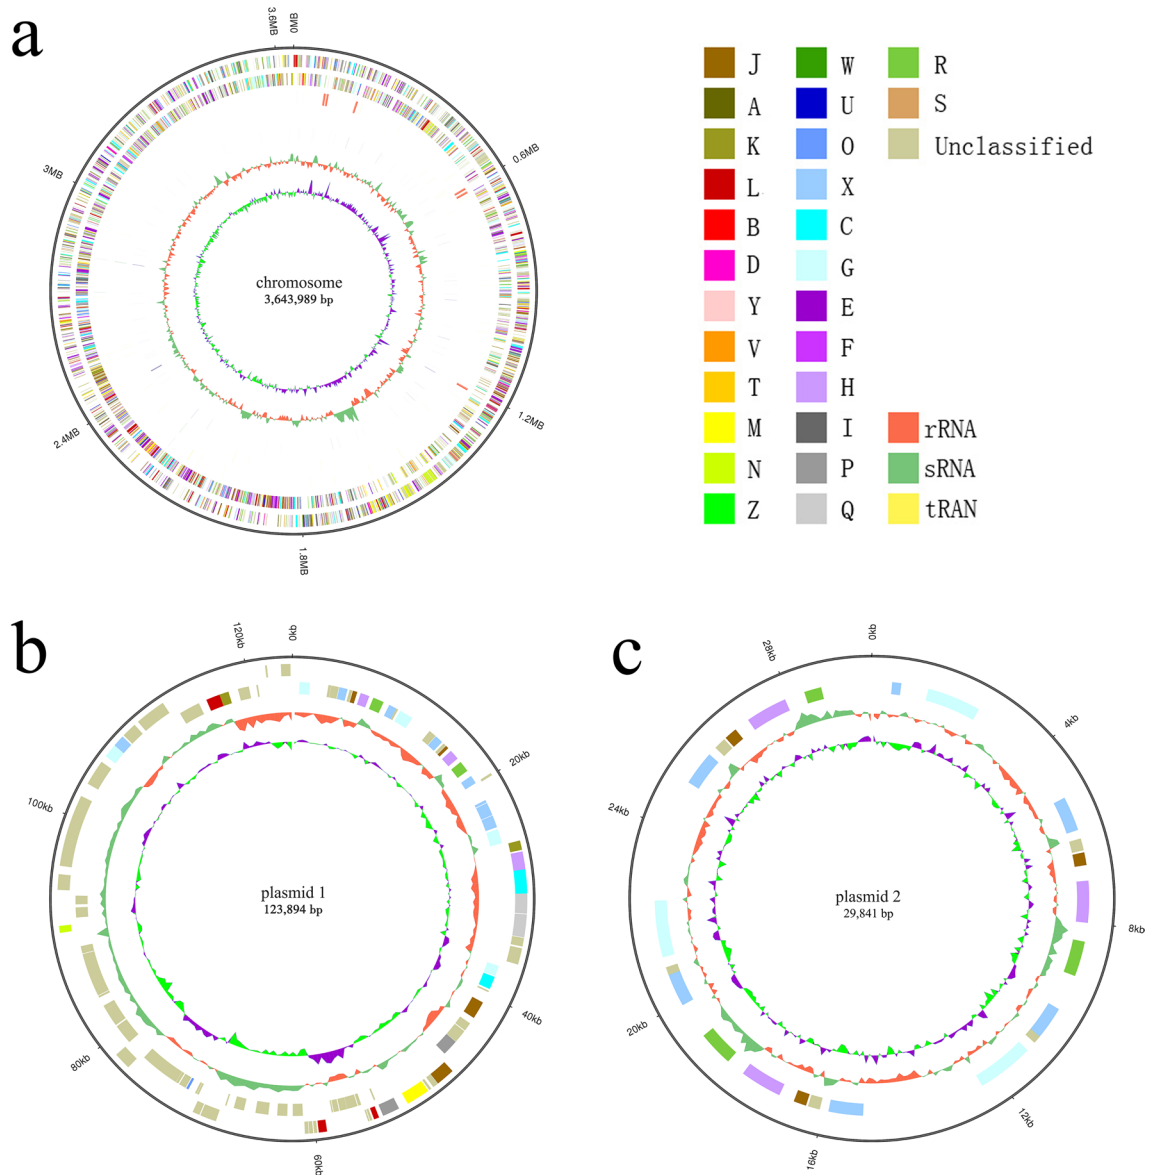 a
3.6MB
0MB
0.6MB
1.2MB
1.8MB
2.4MB
3MB
chromosome
3,643,989 bp
J
W
R
A
U
S
K
O
Unclassified
L
X
B
C
D
G
Y
E
V
F
T
H
M
I
rRNA
N
P
sRNA
Z
Q
tRAN
b
120kb
0kb
20kb
40kb
60kb
80kb
100kb
plasmid 1
123,894 bp
c
28kb
0kb
4kb
8kb
12kb
16kb
20kb
24kb
plasmid 2
29,841 bp